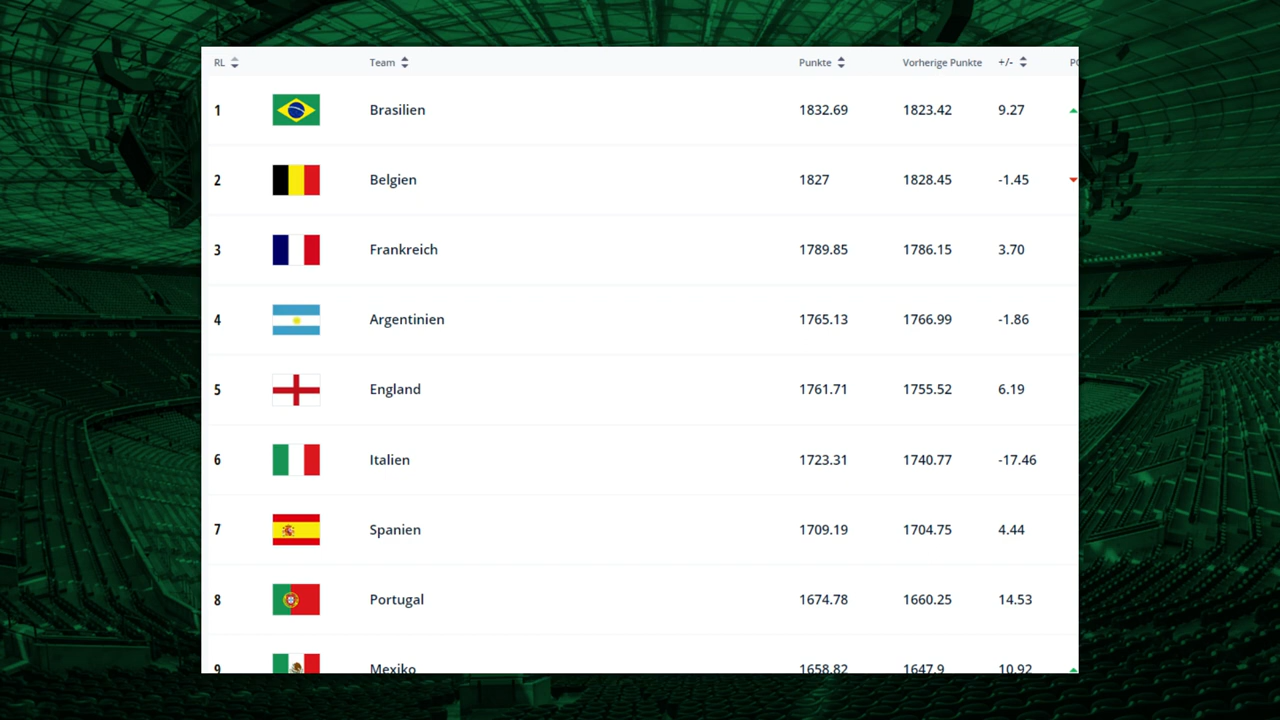 RL Team Punkte Vorherige Punkte +/-
1 Brasilien 1832.69 1823.42 9.27
2 Belgien 1827 1828.45 -1.45
3 Frankreich 1789.85 1786.15 3.70
4 Argentinien 1765.13 1766.99 -1.86
5 England 1761.71 1755.52 6.19
6 Italien 1723.31 1740.77 -17.46
7 Spanien 1709.19 1704.75 4.44
8 Portugal 1674.78 1660.25 14.53
9 Mexiko 1658.82 1647.9 10.92